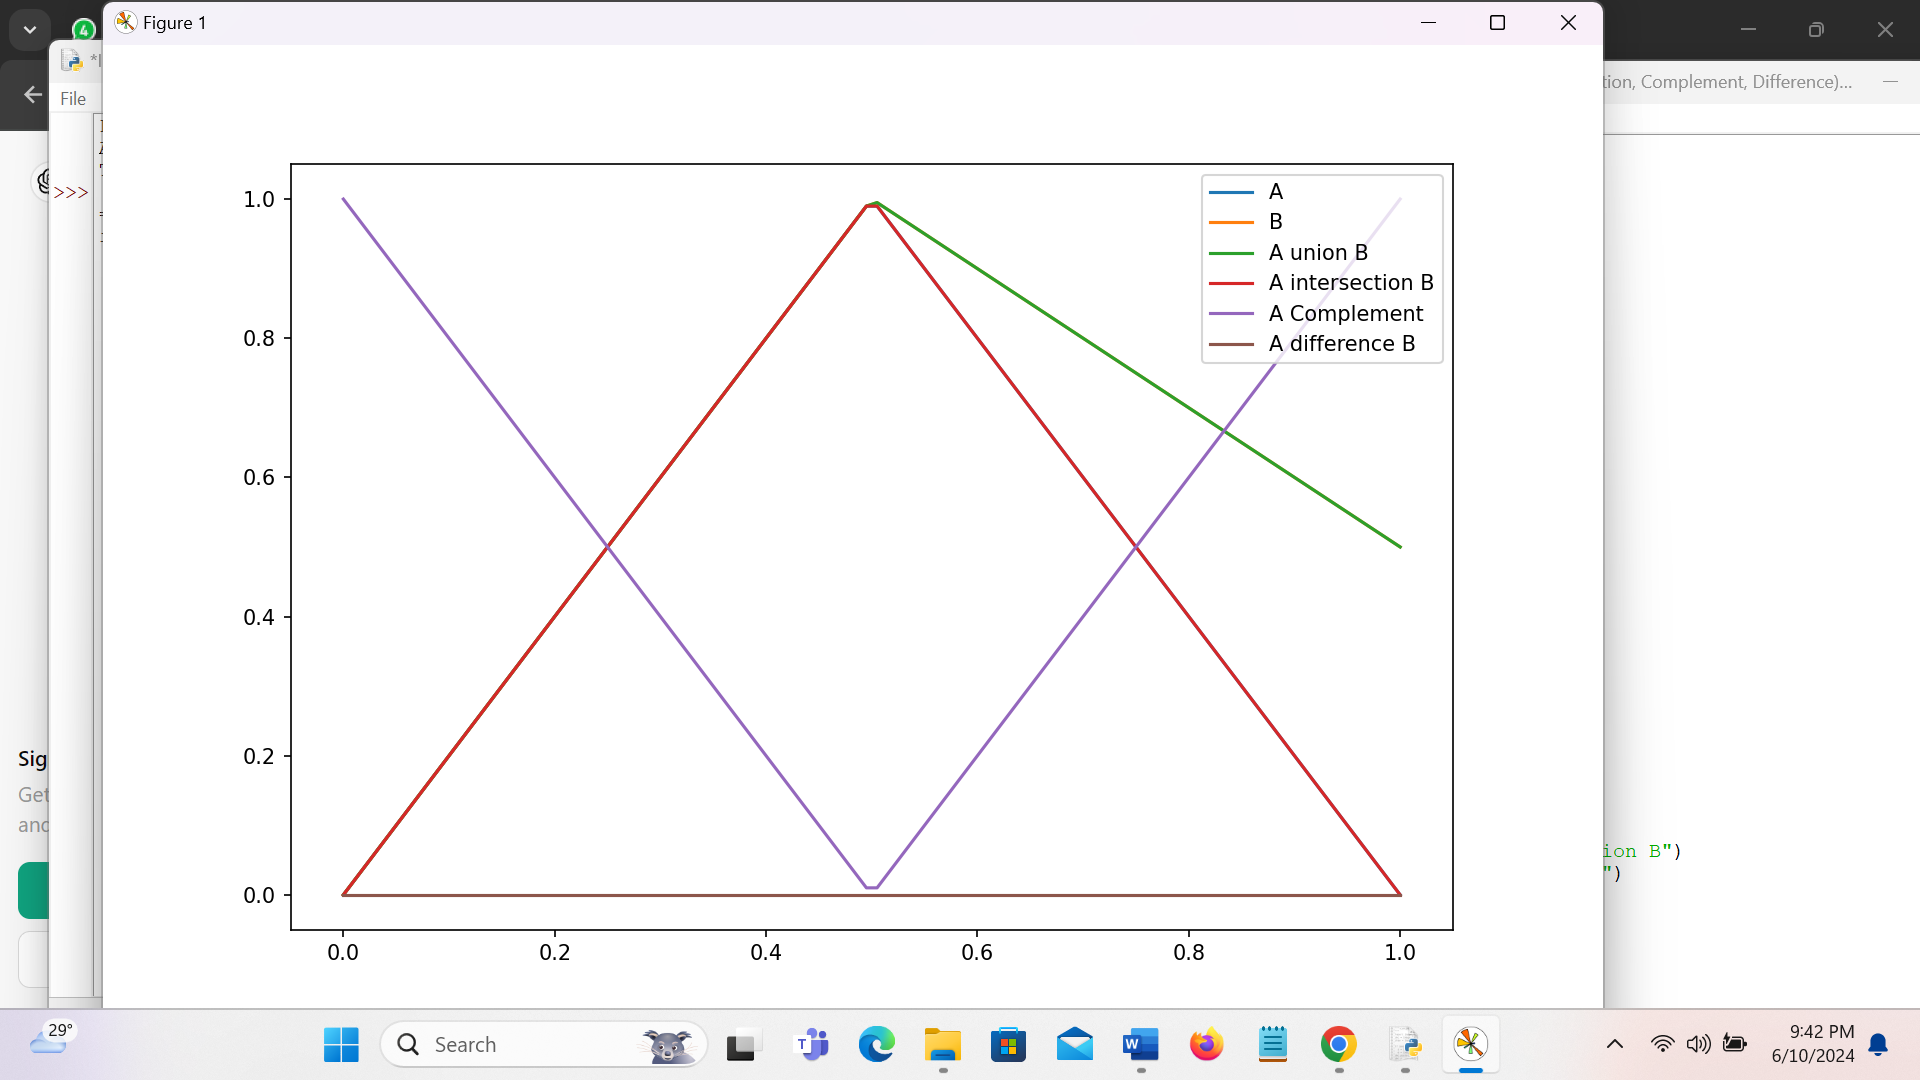 4
Figure 1
*I
tion, Complement, Difference)...
File
>>>
1.0
0.8
0.6
0.4
0.2
0.0
A
B
A union B
A intersection B
A Complement
A difference B
0.0 0.2 0.4 0.6 0.8 1.0
Sig
Get
and
ion B")
")
29°
Search
9:42 PM
6/10/2024